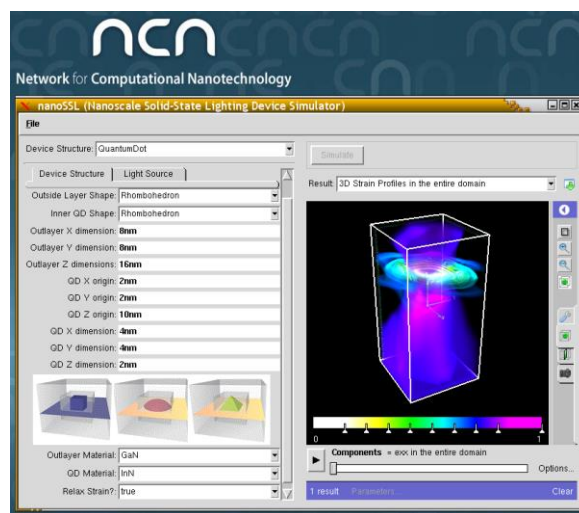 ncn
Network for Computational Nanotechnology
nanoSSL (Nanoscale Solid-State Lighting Device Simulator)
File
Device Structure: QuantumDot
Device Structure
Light Source
Outside Layer Shape: Rhombohedron
Inner QD Shape: Rhombohedron
Outlayer X dimension: 8nm
Outlayer Y dimension: 8nm
Outlayer Z dimensions: 16nm
QD X origin: 2nm
QD Y origin: 2nm
QD Z origin: 10nm
QD X dimension: 4nm
QD Y dimension: 4nm
QD Z dimension: 2nm
Outlayer Material: GaN
QD Material: InN
Relax Strain?: true
Simulate
Result: 3D Strain Profiles in the entire domain
0 1
Components = exx in the entire domain
Options...
1 result Parameters... Clear